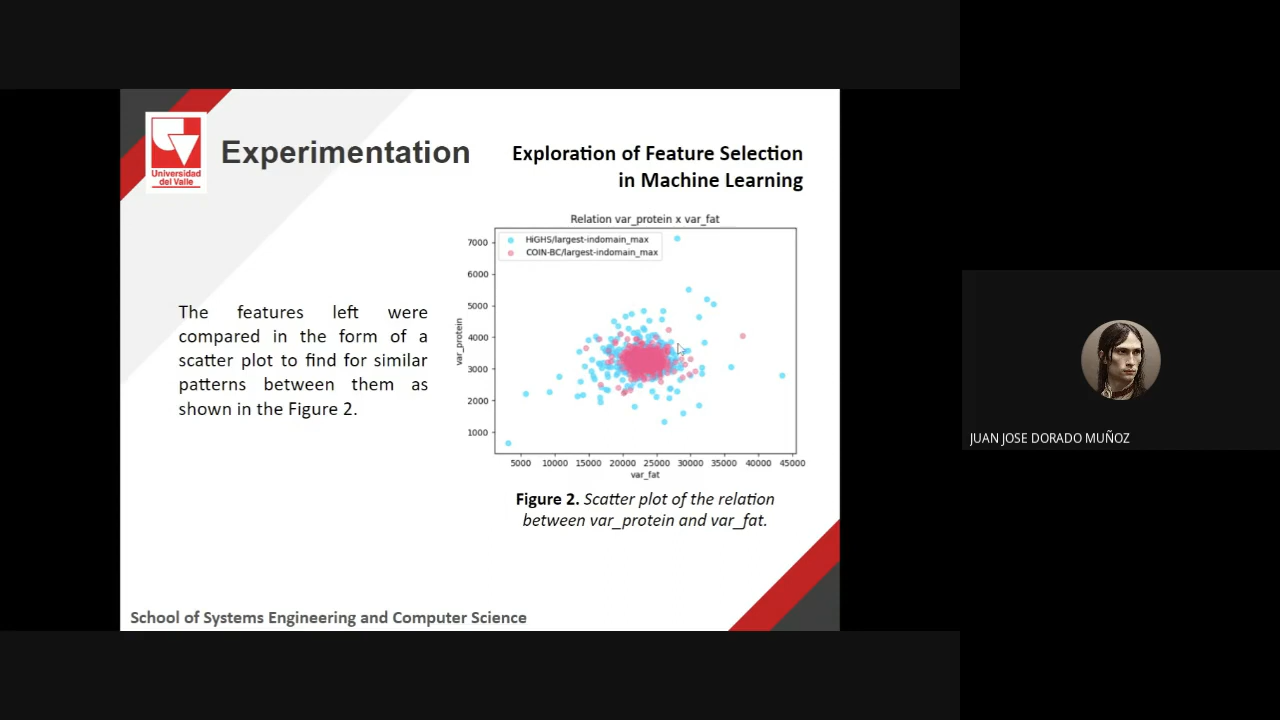 Universidad
del Valle
Experimentation
Exploration of Feature Selection
in Machine Learning
The features left were
compared in the form of a
scatter plot to find for similar
patterns between them as
shown in the Figure 2.
Relation var_protein x var_fat
HiGHS/largest-indomain_max
COIN-BC/largest-indomain_max
var_protein
7000
6000
5000
4000
3000
2000
1000
5000 10000 15000 20000 25000 30000 35000 40000 45000
var_fat
Figure 2. Scatter plot of the relation
between var_protein and var_fat.
School of Systems Engineering and Computer Science
JUAN JOSE DORADO MUÑOZ